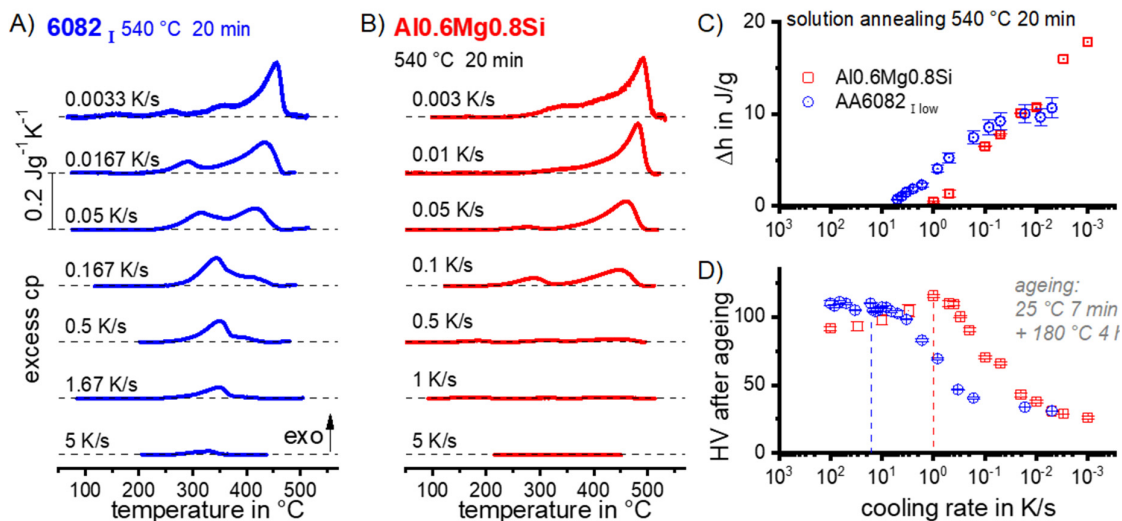 A) 6082 I 540 °C 20 min
0.0033 K/s
0.0167 K/s
0.05 K/s
0.167 K/s
0.5 K/s
1.67 K/s
5 K/s
exo
0.2 Jg⁻¹K⁻¹
excess cp
100 200 300 400 500
temperature in °C
B) Al0.6Mg0.8Si
540 °C 20 min
0.003 K/s
0.01 K/s
0.05 K/s
0.1 K/s
0.5 K/s
1 K/s
5 K/s
100 200 300 400 500
temperature in °C
C) solution annealing 540 °C 20 min
Al0.6Mg0.8Si
AA6082 I low
Δh in J/g
20
10
0
10³ 10² 10¹ 10⁰ 10⁻¹ 10⁻² 10⁻³
D)
ageing:
25 °C 7 min
+ 180 °C 4 h
HV after ageing
100
50
0
10³ 10² 10¹ 10⁰ 10⁻¹ 10⁻² 10⁻³
cooling rate in K/s